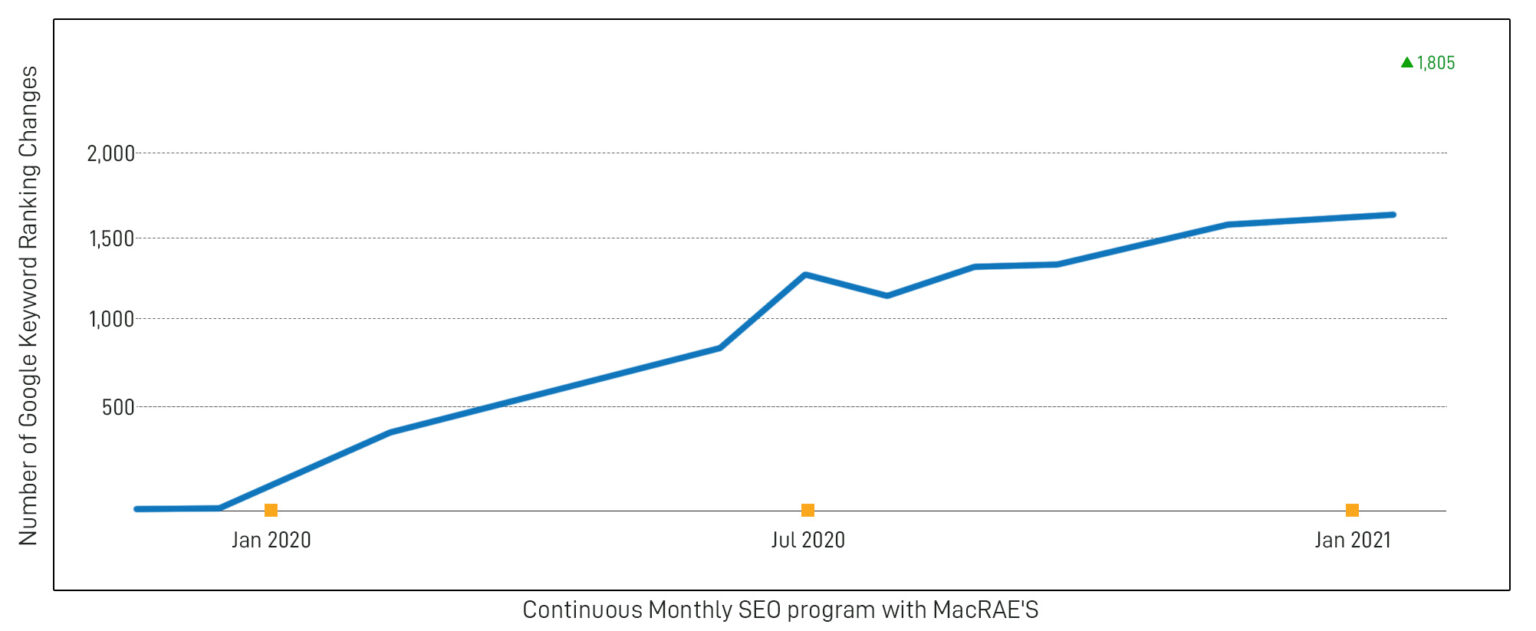 Number of Google Keyword Ranking Changes
▲ 1,805
2,000
1,500
1,000
500
Jan 2020
Jul 2020
Jan 2021
Continuous Monthly SEO program with MacRAE'S